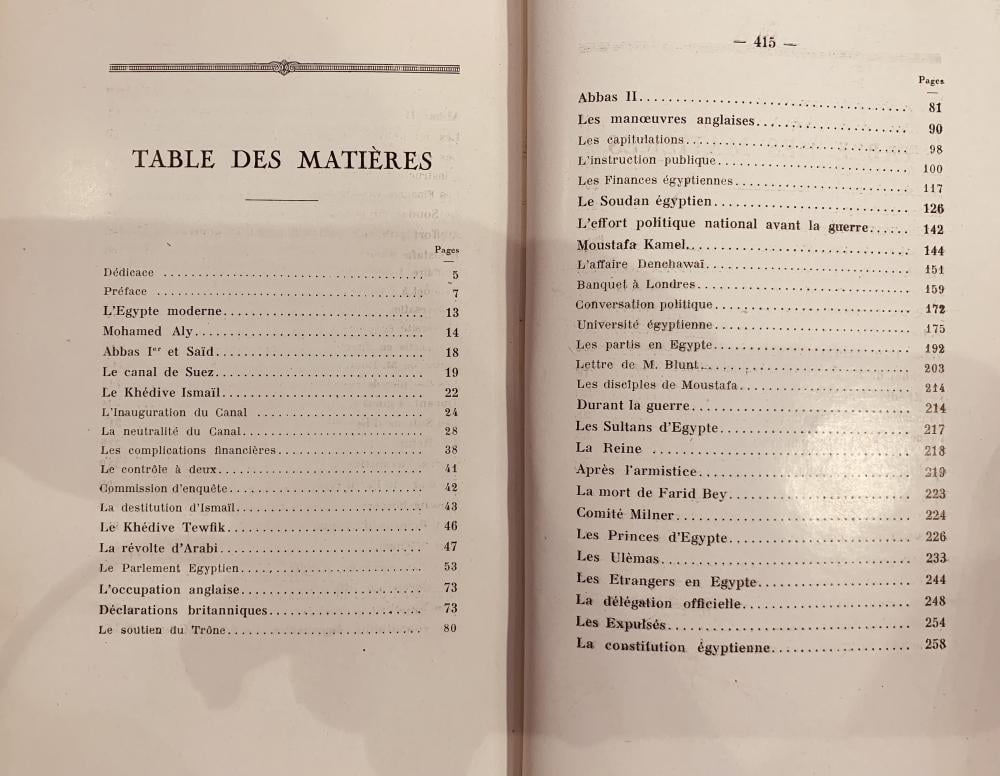 TABLE DES MATIÈRES
Pages
Dédicace ........................ 5
Préface ........................ 7
L'Egypte moderne........................ 13
Mohamed Aly........................ 14
Abbas Ier et Saïd........................ 18
Le canal de Suez........................ 19
Le Khédive Ismaïl........................ 22
L'Inauguration du Canal ........................ 24
La neutralité du Canal........................ 28
Les complications financières........................ 38
Le contrôle à deux........................ 41
Commission d'enquête........................ 42
La destitution d'Ismaïl........................ 43
Le Khédive Tewfik........................ 46
La révolte d'Arabi........................ 47
Le Parlement Egyptien........................ 53
L'occupation anglaise........................ 73
Déclarations britanniques........................ 73
Le soutien du Trône........................ 80
— 415 —
Pages
Abbas II........................ 81
Les manœuvres anglaises........................ 90
Les capitulations........................ 98
L'instruction publique........................ 100
Les Finances égyptiennes........................ 117
Le Soudan égyptien........................ 126
L'effort politique national avant la guerre...... 142
Moustafa Kamel........................ 144
L'affaire Denchawaï........................ 151
Banquet à Londres........................ 159
Conversation politique........................ 172
Université égyptienne........................ 175
Les partis en Egypte........................ 192
Lettre de M. Blunt........................ 203
Les disciples de Moustafa........................ 214
Durant la guerre........................ 214
Les Sultans d'Egypte........................ 217
La Reine ........................ 218
Après l'armistice........................ 219
La mort de Farid Bey........................ 223
Comité Milner........................ 224
Les Princes d'Egypte........................ 226
Les Ulèmas........................ 233
Les Etrangers en Egypte........................ 244
La délégation officielle........................ 248
Les Expulsés........................ 254
La constitution égyptienne........................ 258